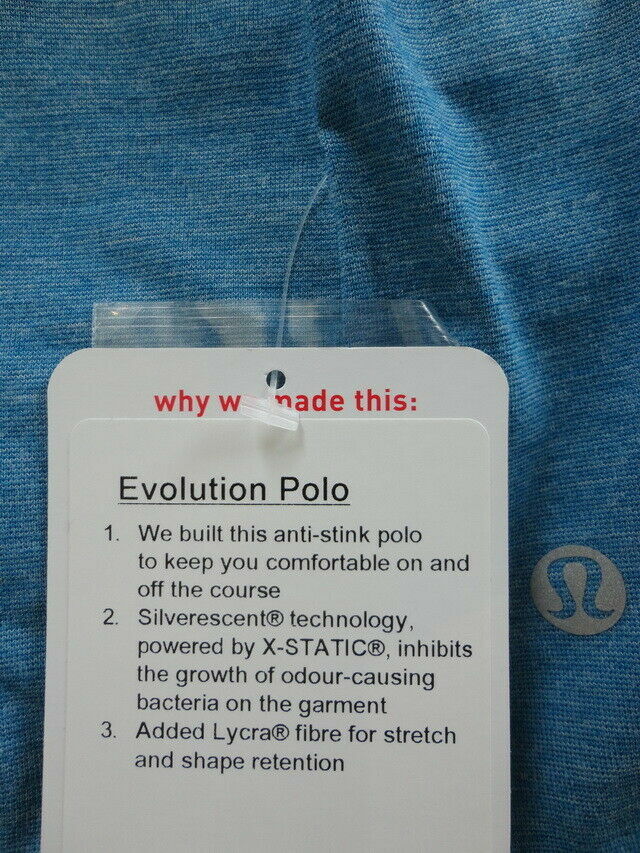 why w made this:
Evolution Polo
1. We built this anti-stink polo
to keep you comfortable on and
off the course
2. Silverescent® technology,
powered by X-STATIC®, inhibits
the growth of odour-causing
bacteria on the garment
3. Added Lycra® fibre for stretch
and shape retention